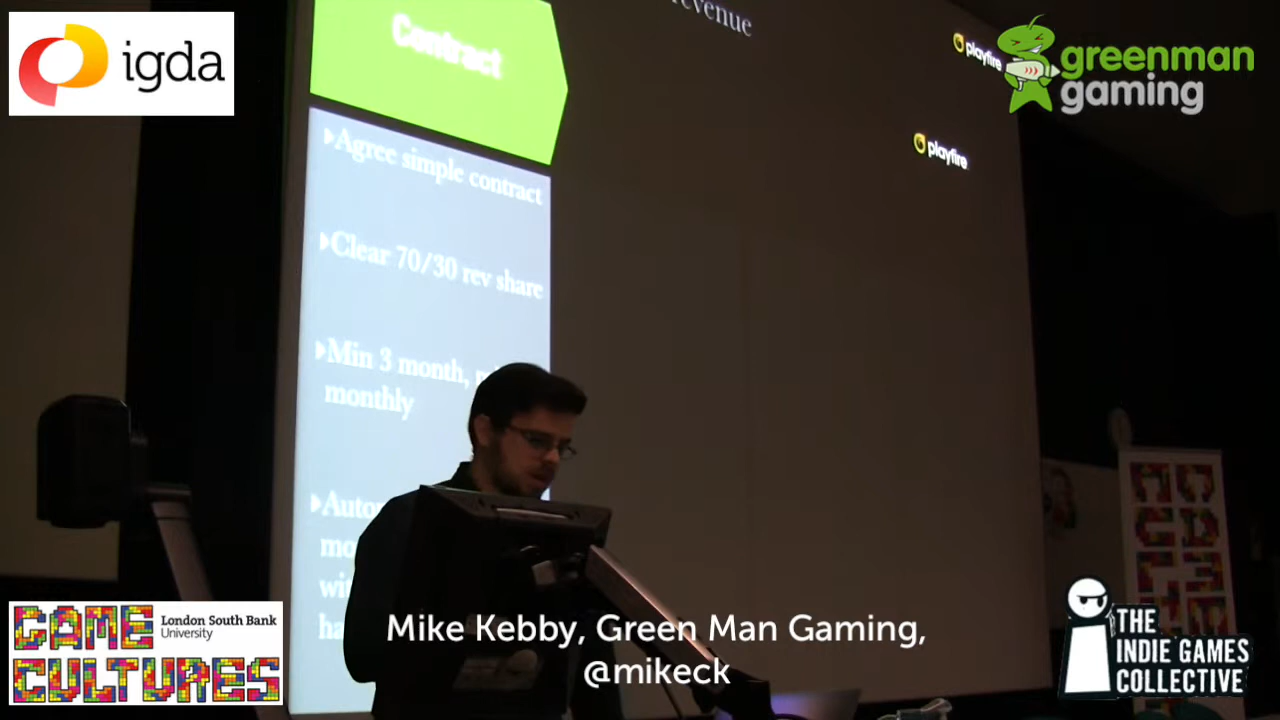 igda
Contract
revenue
playfire
greenman
gaming
playfire
Agree simple contract
Clear 70/30 rev share
Min 3 month,
monthly
GAME
London South Bank
University
CULTURES
Mike Kebby, Green Man Gaming,
@mikeck
THE
INDIE GAMES
COLLECTIVE